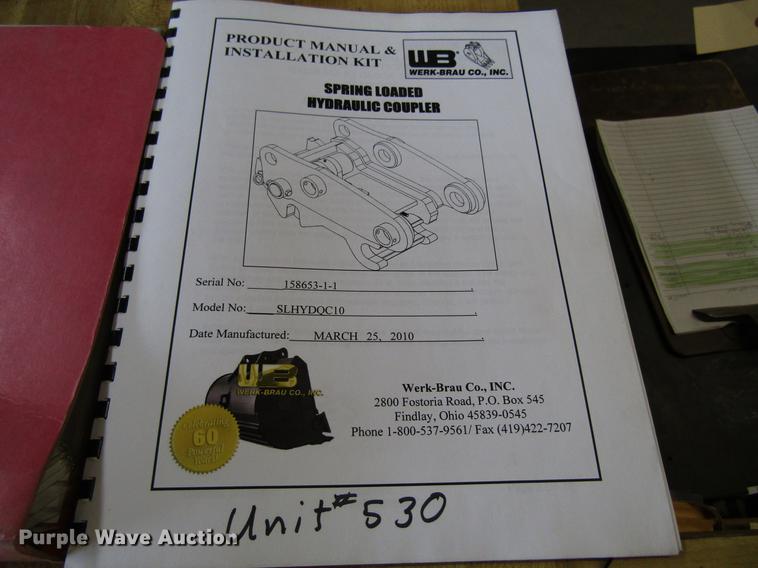 PRODUCT MANUAL &
INSTALLATION KIT
WB®
WERK-BRAU CO., INC.
SPRING LOADED
HYDRAULIC COUPLER
Serial No: 158653-1-1 .
Model No: SLHYDQC10 .
Date Manufactured: MARCH 25, 2010 .
WB
WERK-BRAU CO., INC.
Celebrating
60
Powerful
Years!
Werk-Brau Co., INC.
2800 Fostoria Road, P.O. Box 545
Findlay, Ohio 45839-0545
Phone 1-800-537-9561/ Fax (419)422-7207
Unit # 530
Purple Wave Auction